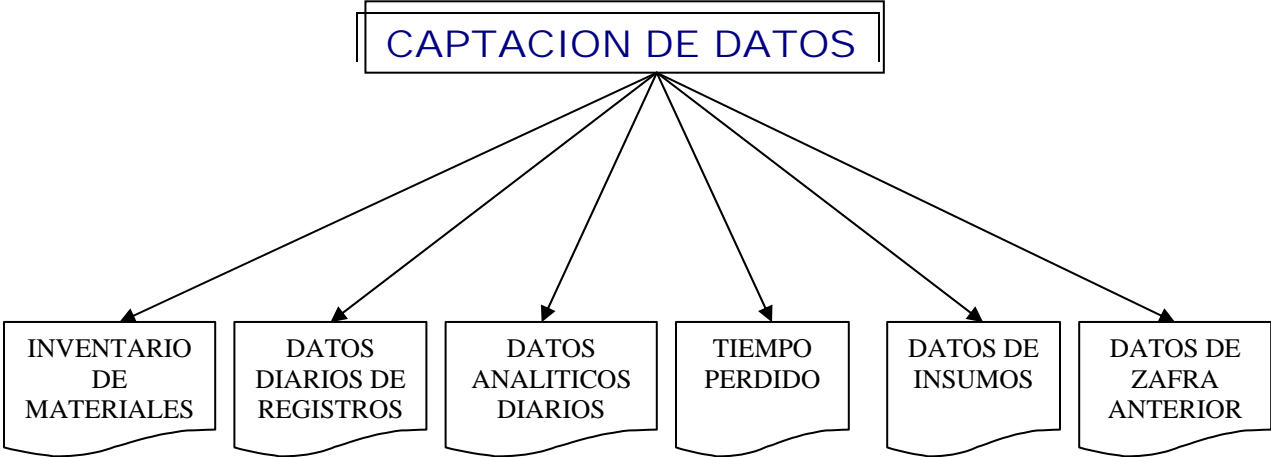 CAPTACION DE DATOS
INVENTARIO
DE
MATERIALES
DATOS
DIARIOS DE
REGISTROS
DATOS
ANALITICOS
DIARIOS
TIEMPO
PERDIDO
DATOS DE
INSUMOS
DATOS DE
ZAFRA
ANTERIOR